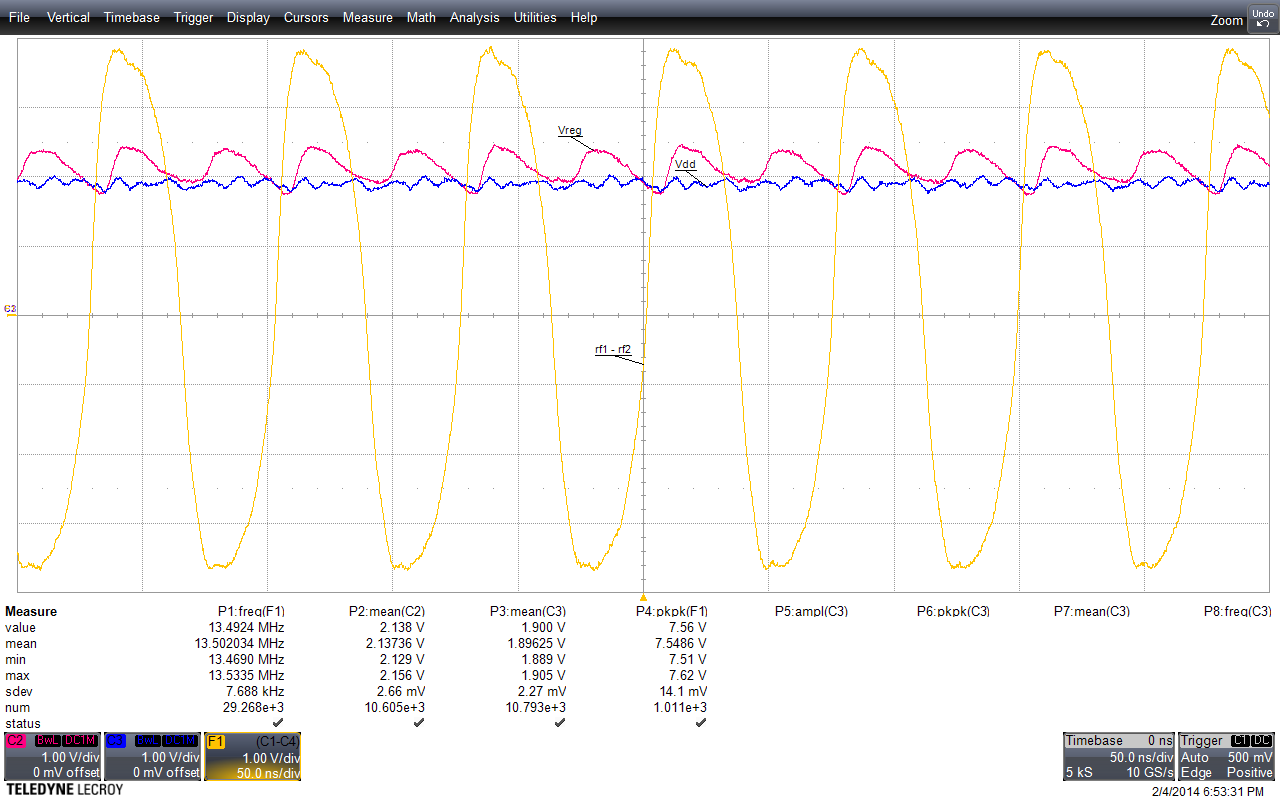 File Vertical Timebase Trigger Display Cursors Measure Math Analysis Utilities Help
Zoom Undo
Vreg
Vdd
C2
rf1 - rf2
Measure P1:freq(F1) P2:mean(C2) P3:mean(C3) P4:pkpk(F1) P5:ampl(C3) P6:pkpk(C3) P7:mean(C3) P8:freq(C3)
value 13.4924 MHz 2.138 V 1.900 V 7.56 V
mean 13.502034 MHz 2.13736 V 1.89625 V 7.5486 V
min 13.4690 MHz 2.129 V 1.889 V 7.51 V
max 13.5335 MHz 2.156 V 1.905 V 7.62 V
sdev 7.688 kHz 2.66 mV 2.27 mV 14.1 mV
num 29.268e+3 10.605e+3 10.793e+3 1.011e+3
status
C2 BwL DC1M C3 BwL DC1M F1 (C1-C4) Timebase 0 ns Trigger C1 DC
1.00 V/div 1.00 V/div 1.00 V/div 50.0 ns/div Auto 500 mV
0 mV offset 0 mV offset 50.0 ns/div 5 kS 10 GS/s Edge Positive
TELEDYNE LECROY 2/4/2014 6:53:31 PM